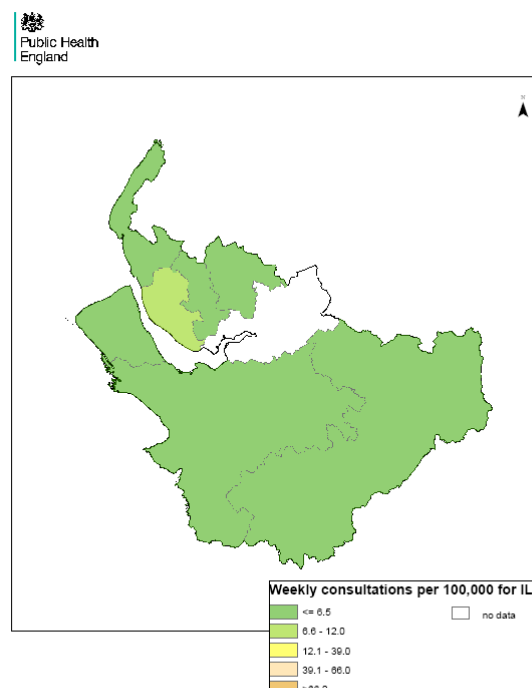 Public Health
England
N
Weekly consultations per 100,000 for IL
<= 6.5
no data
6.6 - 12.0
12.1 - 39.0
39.1 - 66.0